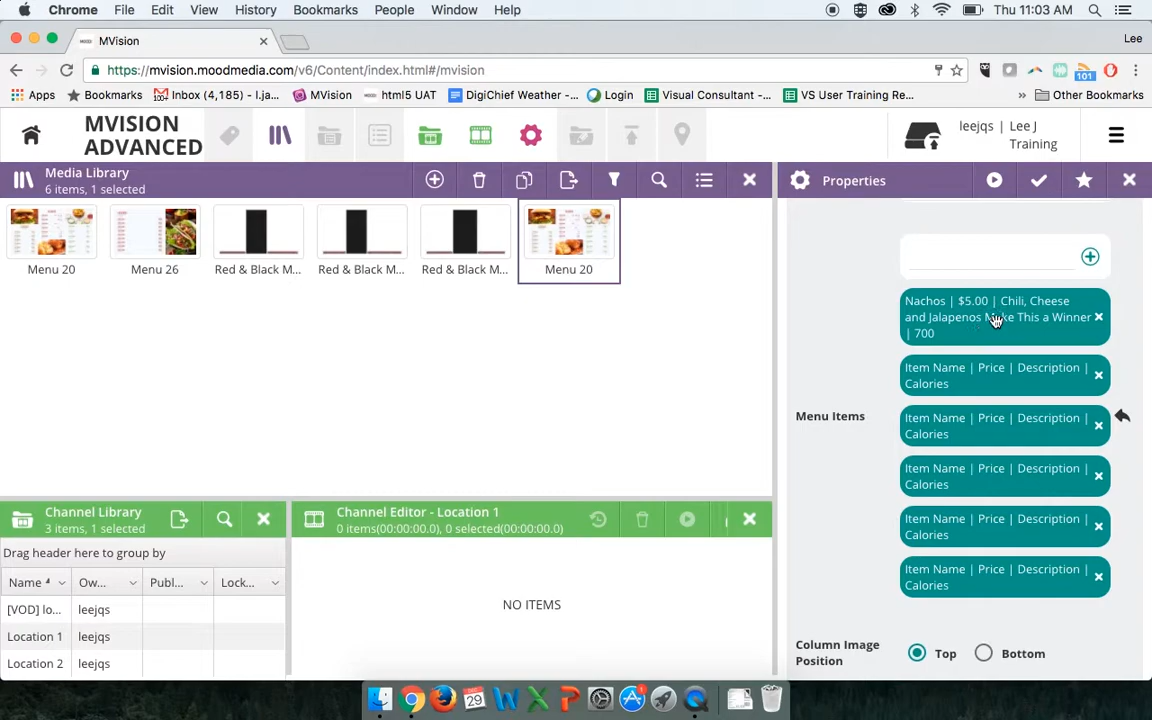 Chrome File Edit View History Bookmarks People Window Help Thu 11:03 AM
MVision Lee
https://mvision.moodmedia.com/v6/Content/index.html#/mvision 101
Apps Bookmarks Inbox (4,185) - l.ja... MVision html5 UAT DigiChief Weather -... Login Visual Consultant -... VS User Training Re... » Other Bookmarks
MVISION
ADVANCED
leejqs | Lee J
Training
Media Library
6 items, 1 selected
Menu 20 Menu 26 Red & Black M... Red & Black M... Red & Black M... Menu 20
Properties
Nachos | $5.00 | Chili, Cheese
and Jalapenos Make This a Winner
| 700
Item Name | Price | Description |
Calories
Menu Items
Item Name | Price | Description |
Calories
Item Name | Price | Description |
Calories
Item Name | Price | Description |
Calories
Item Name | Price | Description |
Calories
Column Image
Position
Top Bottom
Channel Library
3 items, 1 selected
Drag header here to group by
Name Ow... Publ... Lock...
[VOD] lo... leejqs
Location 1 leejqs
Location 2 leejqs
Channel Editor - Location 1
0 items(00:00:00.0), 0 selected(00:00:00.0)
NO ITEMS